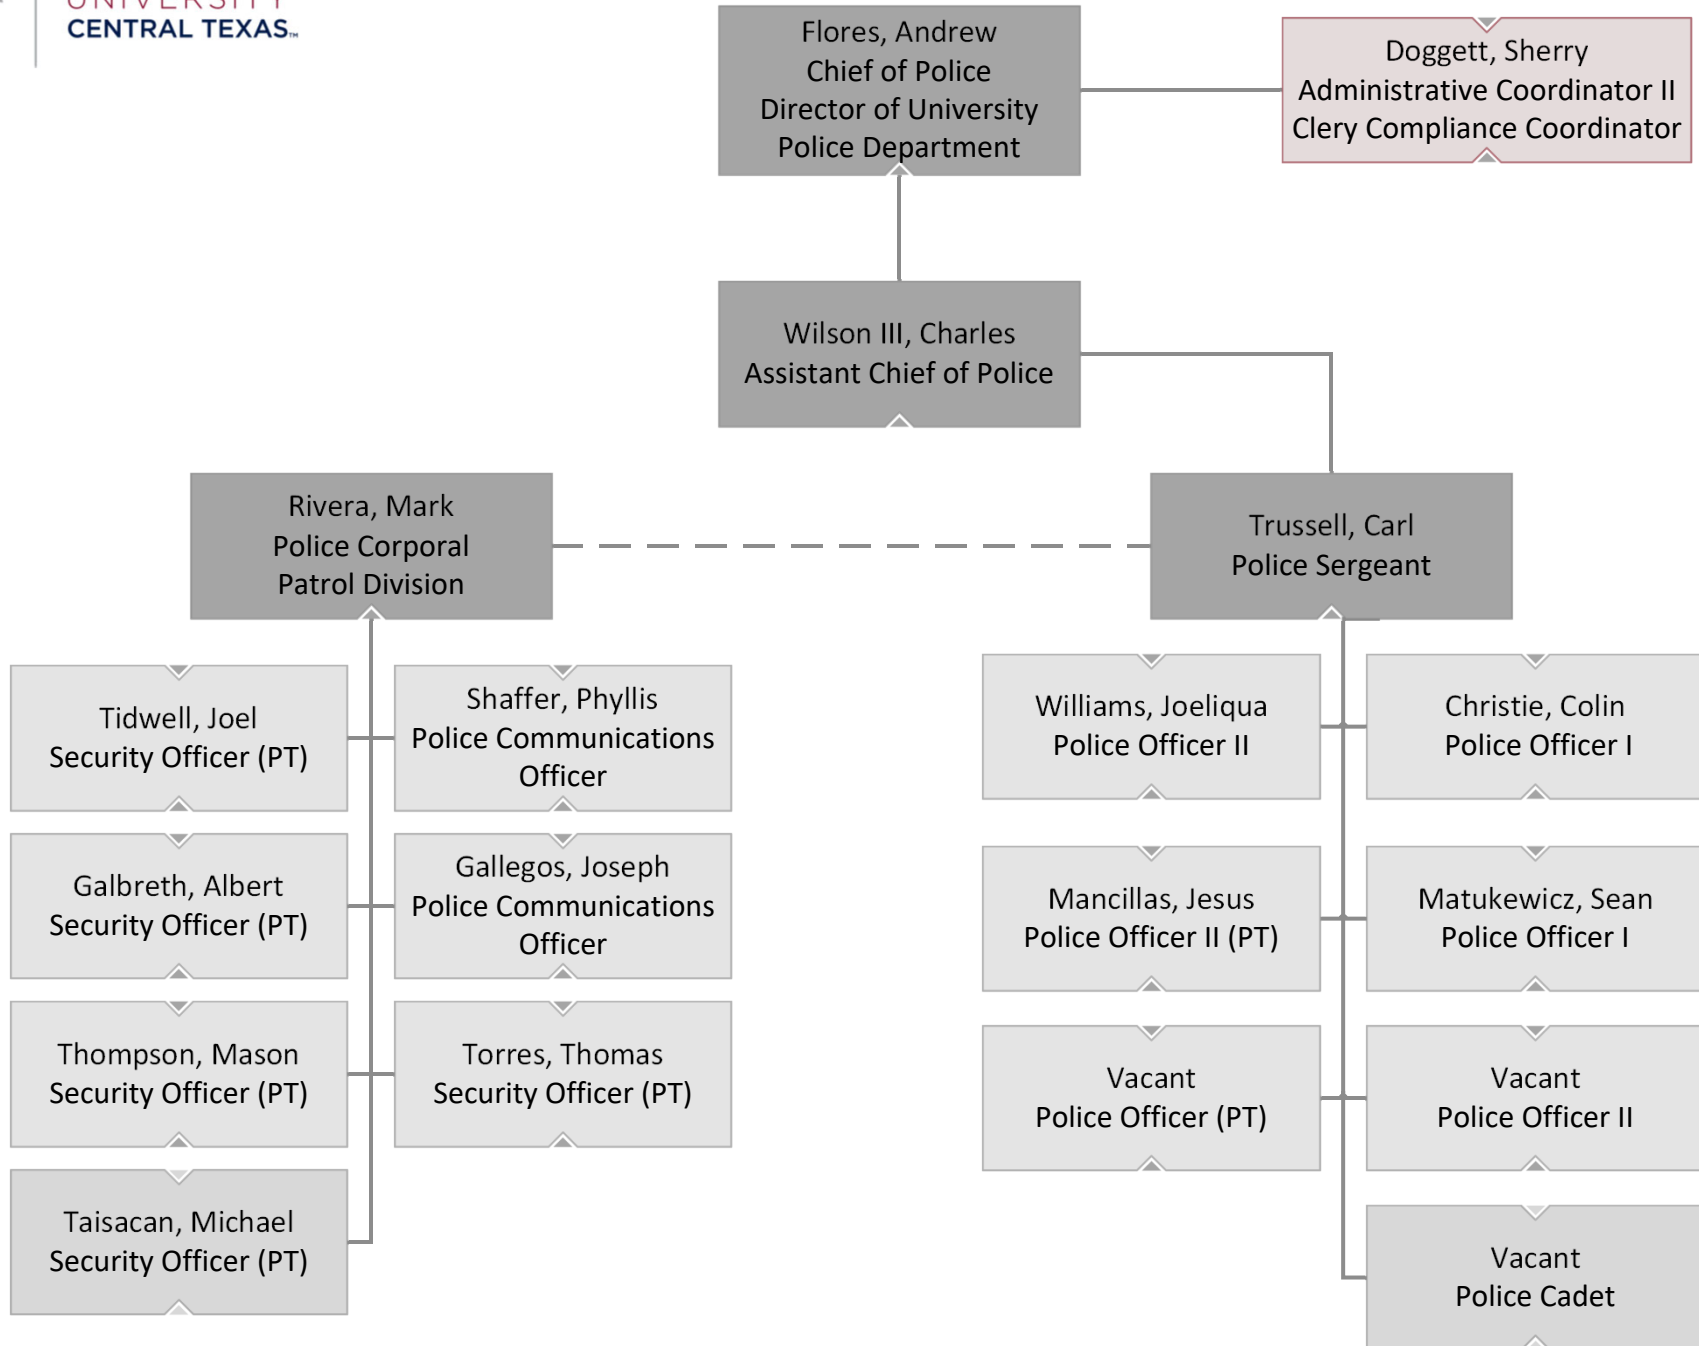 UNIVERSITY
CENTRAL TEXAS™
Flores, Andrew
Chief of Police
Director of University
Police Department
Doggett, Sherry
Administrative Coordinator II
Clery Compliance Coordinator
Wilson III, Charles
Assistant Chief of Police
Rivera, Mark
Police Corporal
Patrol Division
Trussell, Carl
Police Sergeant
Tidwell, Joel
Security Officer (PT)
Shaffer, Phyllis
Police Communications
Officer
Galbreth, Albert
Security Officer (PT)
Gallegos, Joseph
Police Communications
Officer
Thompson, Mason
Security Officer (PT)
Torres, Thomas
Security Officer (PT)
Taisacan, Michael
Security Officer (PT)
Williams, Joeliqua
Police Officer II
Christie, Colin
Police Officer I
Mancillas, Jesus
Police Officer II (PT)
Matukewicz, Sean
Police Officer I
Vacant
Police Officer (PT)
Vacant
Police Officer II
Vacant
Police Cadet